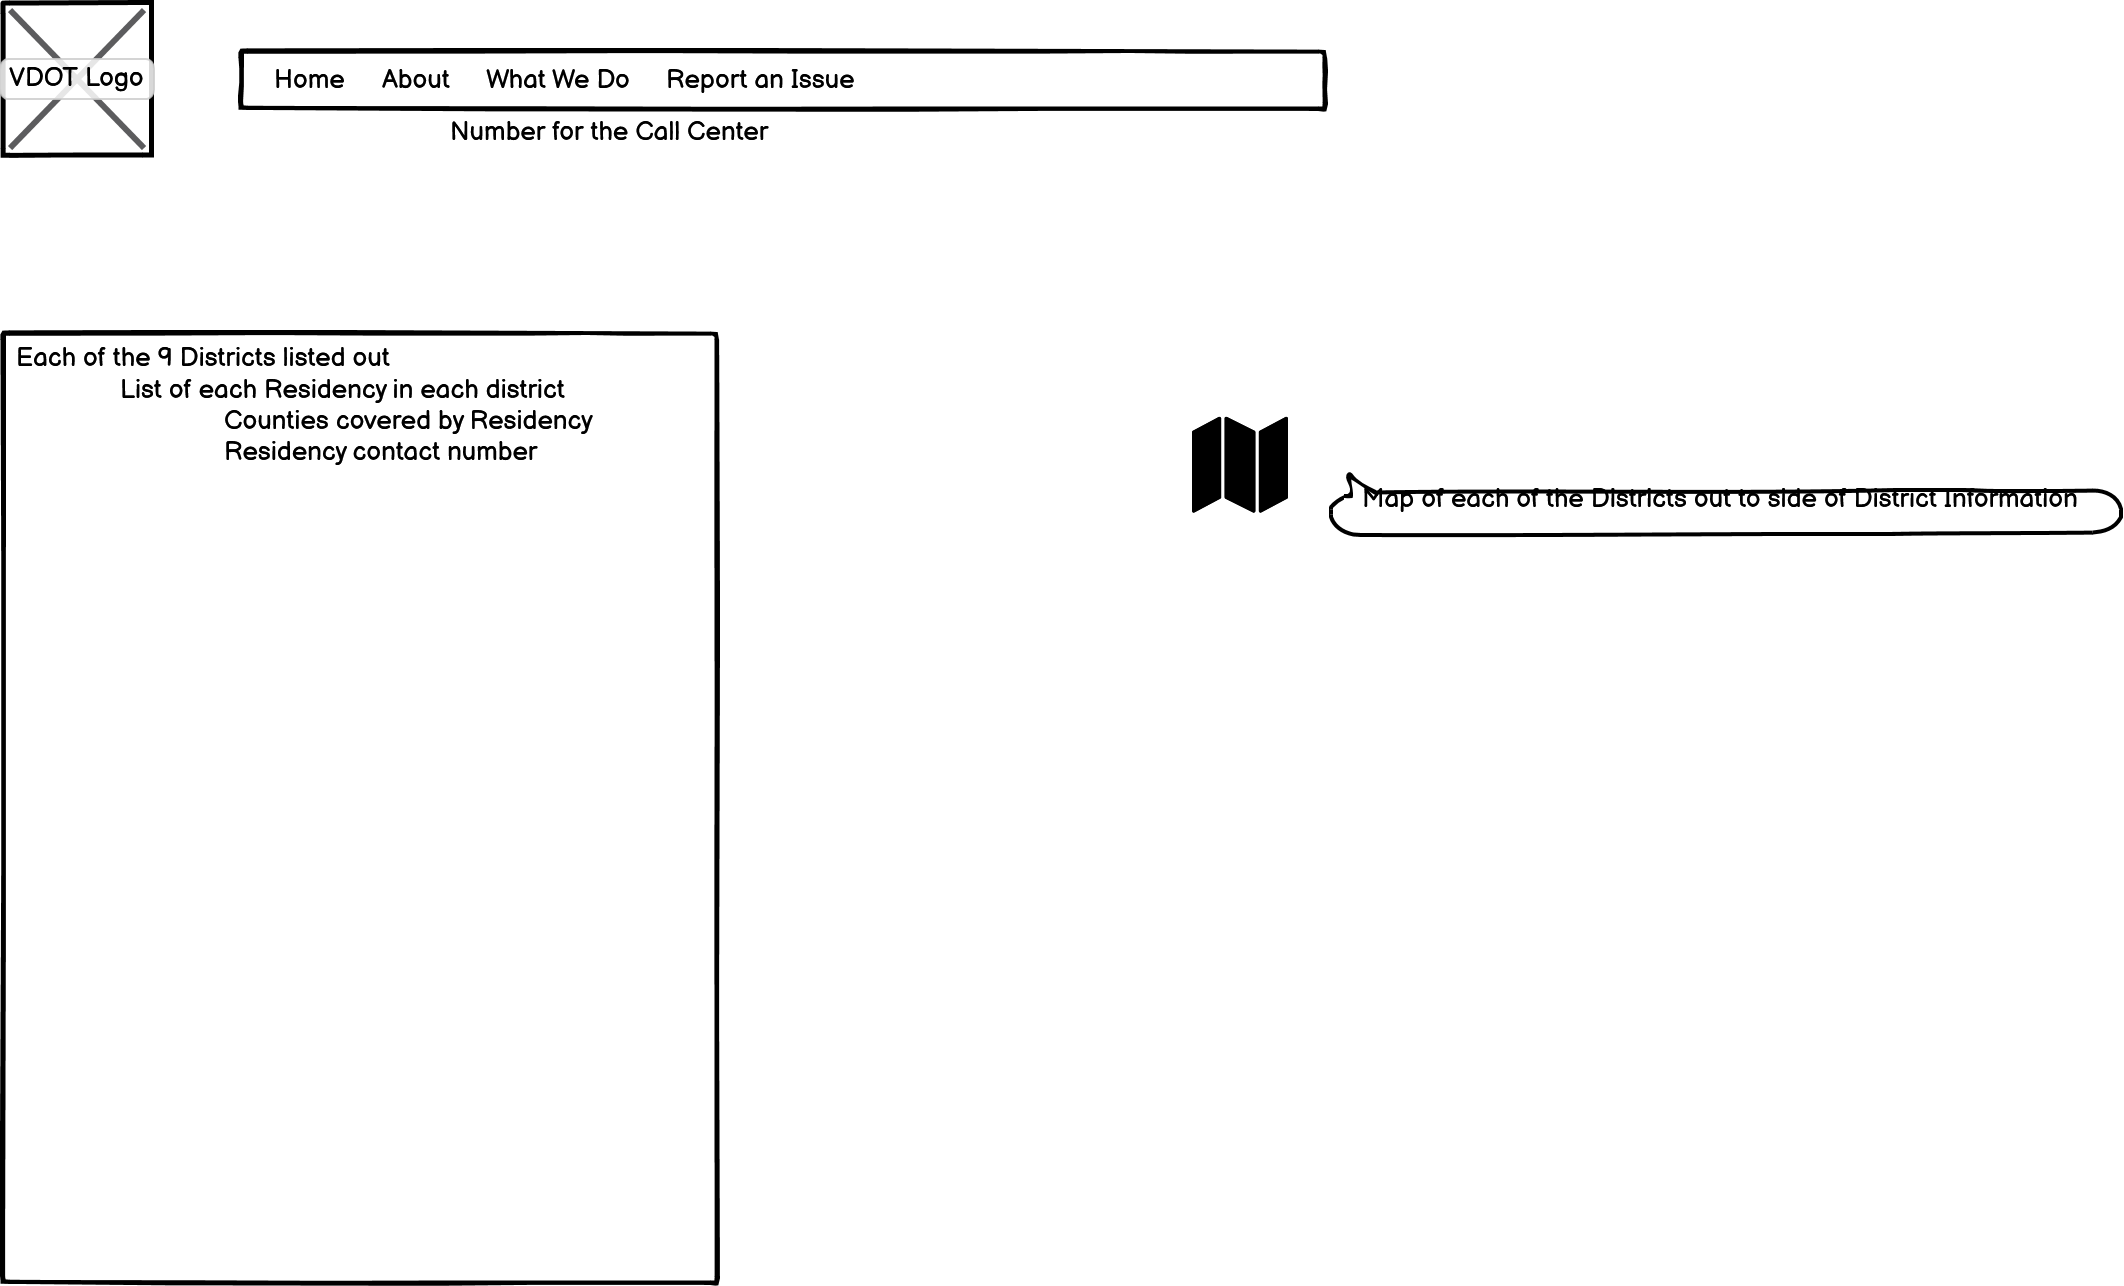 VDOT Logo
Home About What We Do Report an Issue
Number for the Call Center
Each of the 9 Districts listed out
List of each Residency in each district
Counties covered by Residency
Residency contact number
Map of each of the Districts out to side of District Information